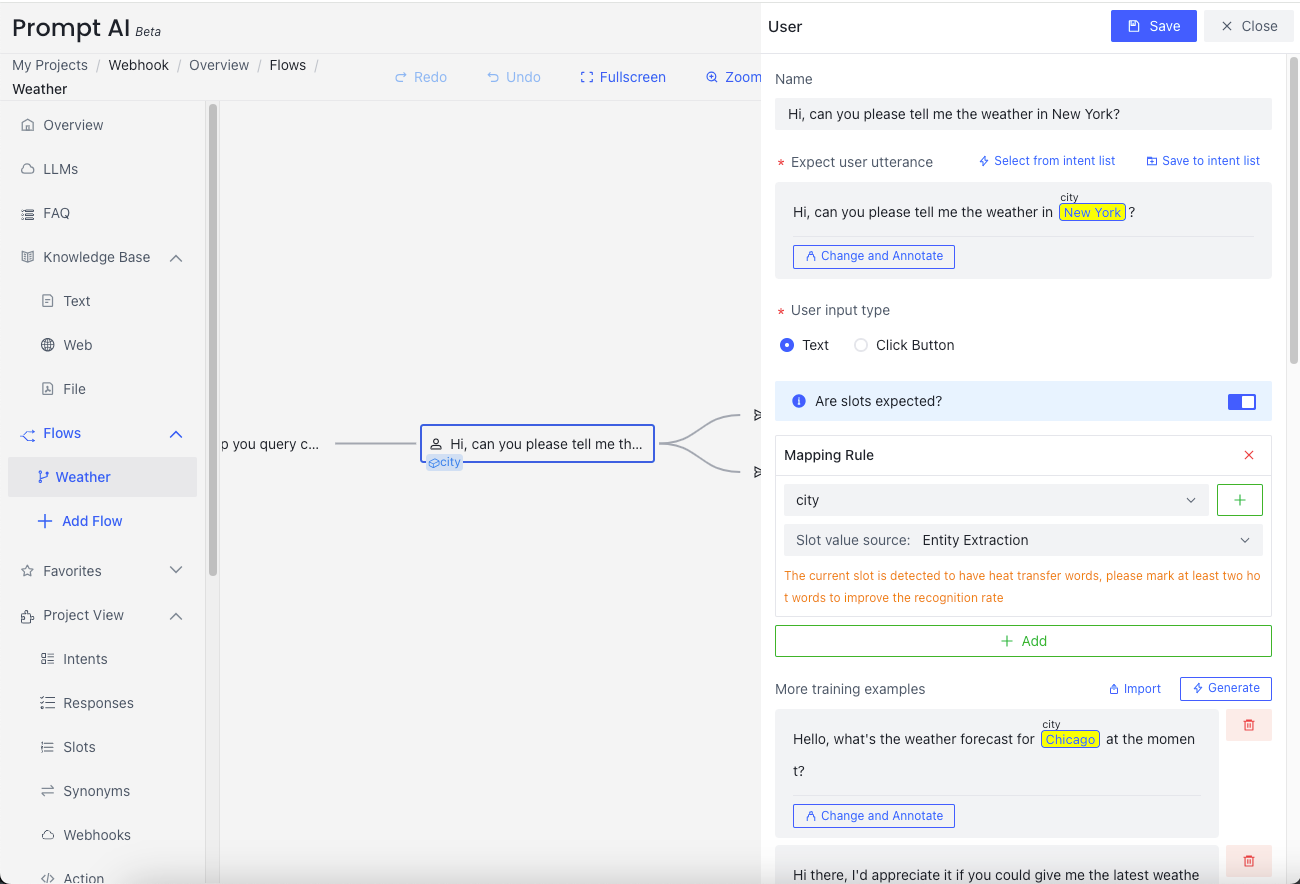 Prompt AI Beta
My Projects / Webhook / Overview / Flows /
Weather
Redo
Undo
Fullscreen
Zoom
Overview
LLMs
FAQ
Knowledge Base
Text
Web
File
Flows
Weather
Add Flow
Favorites
Project View
Intents
Responses
Slots
Synonyms
Webhooks
Action
p you query c...
Hi, can you please tell me th...
city
User
Save
Close
Name
Hi, can you please tell me the weather in New York?
* Expect user utterance
Select from intent list
Save to intent list
city
Hi, can you please tell me the weather in New York ?
Change and Annotate
* User input type
Text
Click Button
Are slots expected?
Mapping Rule
city
Slot value source: Entity Extraction
The current slot is detected to have heat transfer words, please mark at least two ho
t words to improve the recognition rate
Add
More training examples
Import
Generate
city
Hello, what's the weather forecast for Chicago at the momen
t?
Change and Annotate
Hi there, I'd appreciate it if you could give me the latest weathe